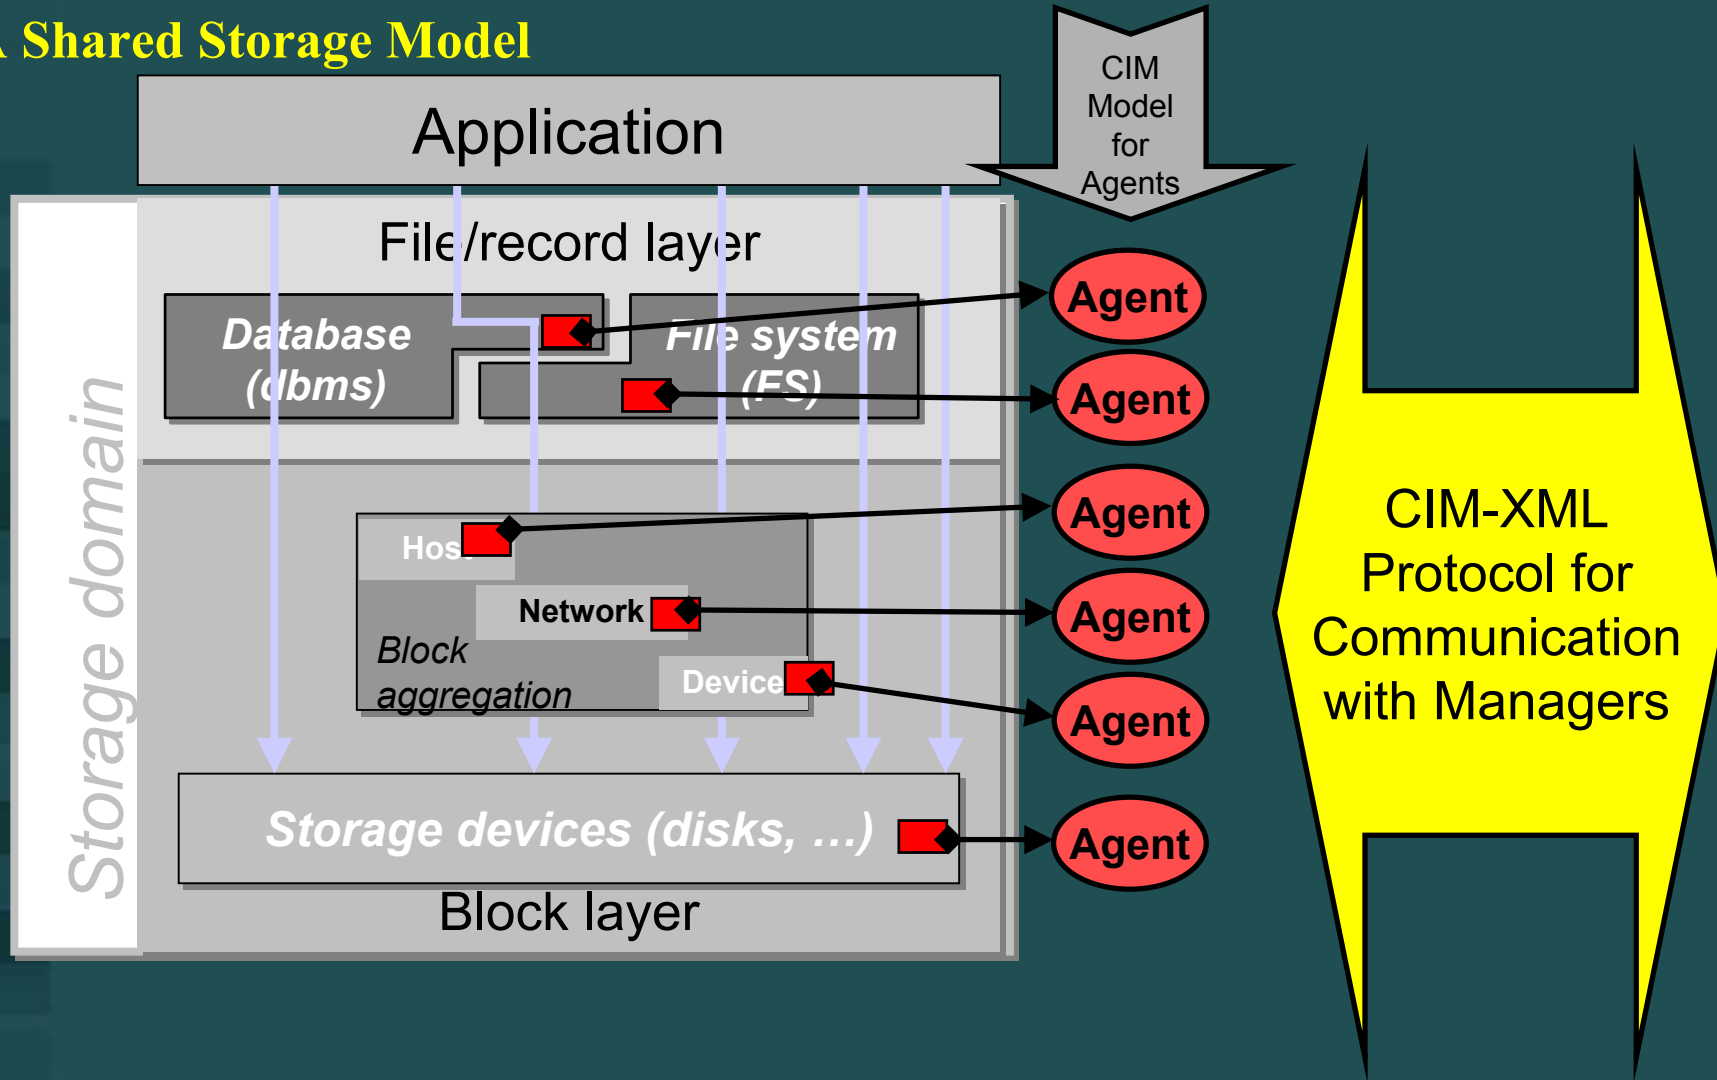 A Shared Storage Model
CIM
Model
for
Agents
Application
File/record layer
Database
(dbms)
File system
(FS)
Agent
Agent
Storage domain
Host
Network
Block
aggregation
Device
Agent
Agent
Agent
CIM-XML
Protocol for
Communication
with Managers
Storage devices (disks, …)
Agent
Block layer